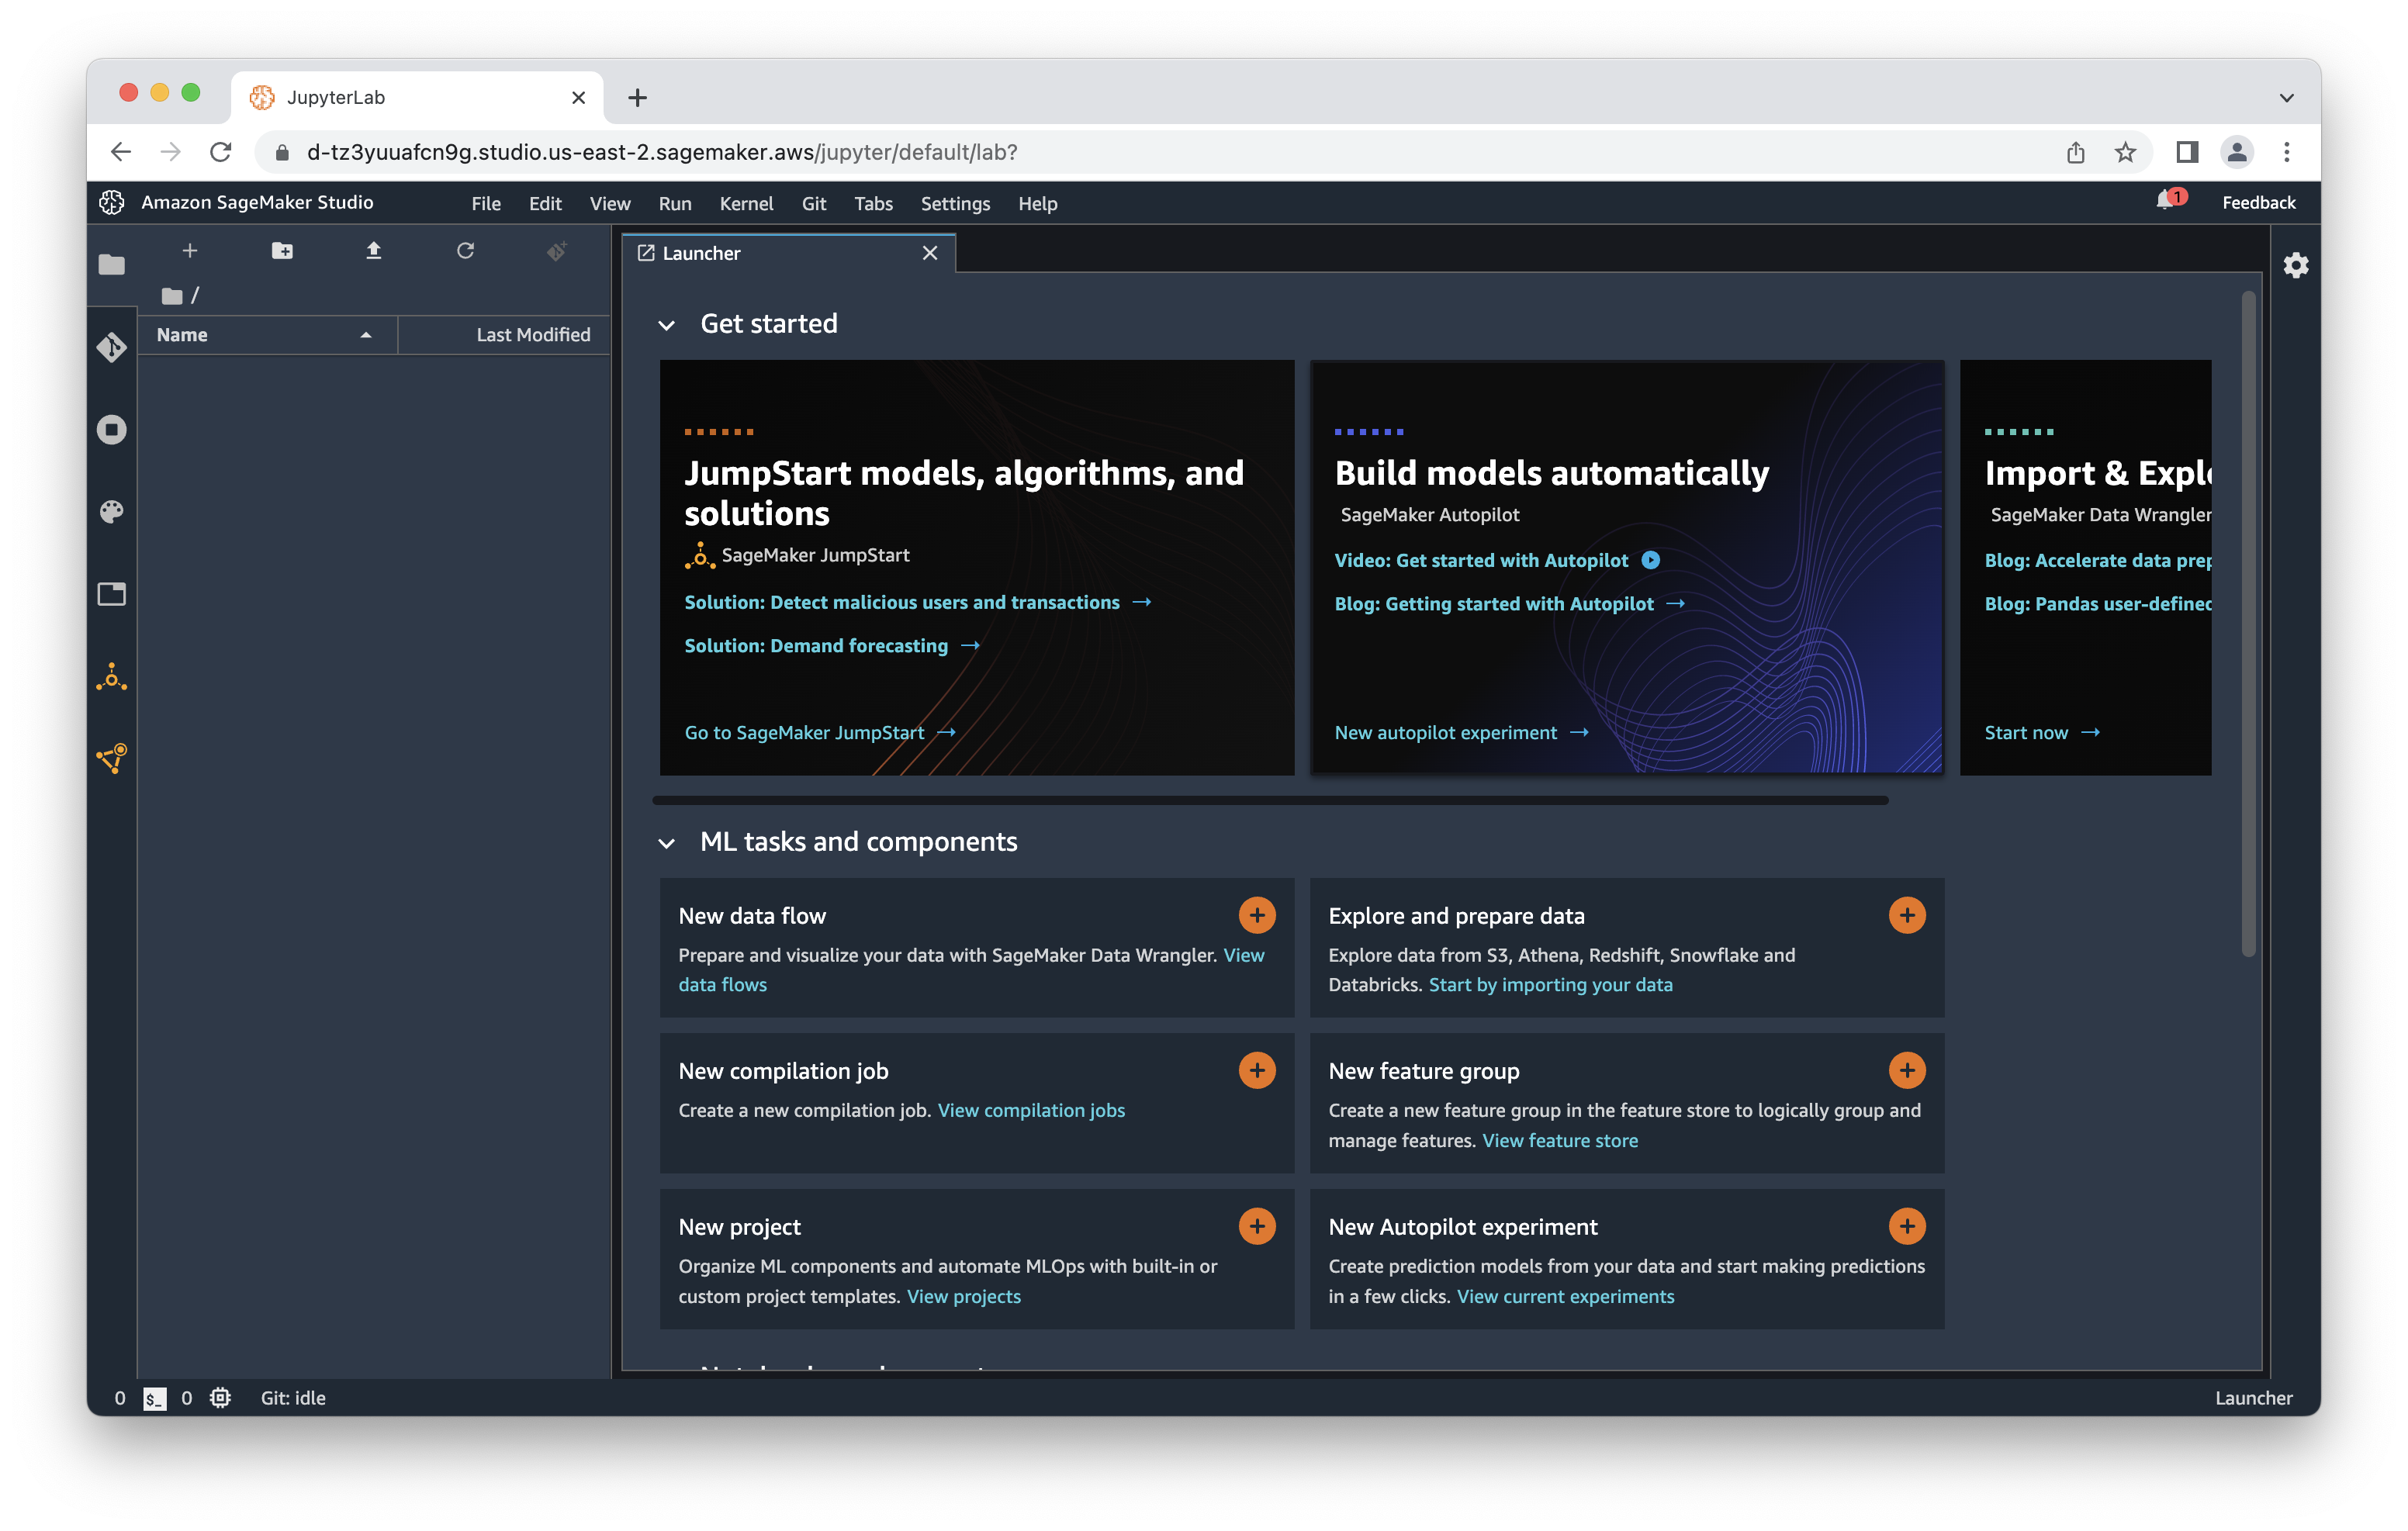 JupyterLab
d-tz3yuuafcn9g.studio.us-east-2.sagemaker.aws/jupyter/default/lab?
Amazon SageMaker Studio
File Edit View Run Kernel Git Tabs Settings Help
1
Feedback
/
Name Last Modified
Launcher
Get started
JumpStart models, algorithms, and
solutions
SageMaker JumpStart
Solution: Detect malicious users and transactions →
Solution: Demand forecasting →
Go to SageMaker JumpStart →
Build models automatically
SageMaker Autopilot
Video: Get started with Autopilot
Blog: Getting started with Autopilot →
New autopilot experiment →
Import &
SageMaker Data Wrangler
Blog: Accelerate data
Blog: Pandas user-defined
Start now →
ML tasks and components
New data flow
Prepare and visualize your data with SageMaker Data Wrangler. View
data flows
Explore and prepare data
Explore data from S3, Athena, Redshift, Snowflake and
Databricks. Start by importing your data
New compilation job
Create a new compilation job. View compilation jobs
New feature group
Create a new feature group in the feature store to logically group and
manage features. View feature store
New project
Organize ML components and automate MLOps with built-in or
custom project templates. View projects
New Autopilot experiment
Create prediction models from your data and start making predictions
in a few clicks. View current experiments
0 $_ 0 Git: idle
Launcher